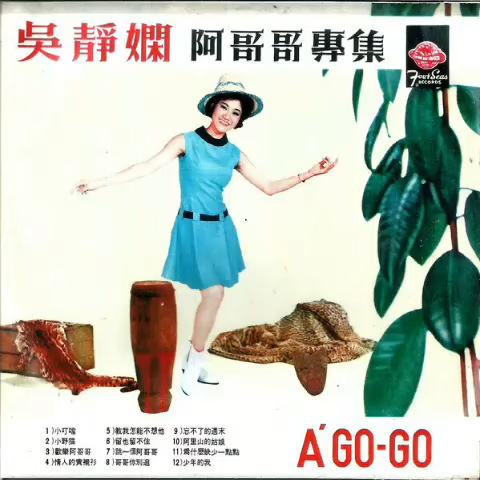 吳靜嫻 阿哥哥專集
Four Seas
RECORDS
1)小叮噹
2)小野貓
3)歡樂阿哥哥
4)情人的黃襯衫
5)教我怎能不想他
6)留也留不住
7)跳一個阿哥哥
8)哥哥你別
9)忘不了的週末
10)阿里山的姑娘
11)爲什麼缺少一點點
12)少年的我
A'GO-GO